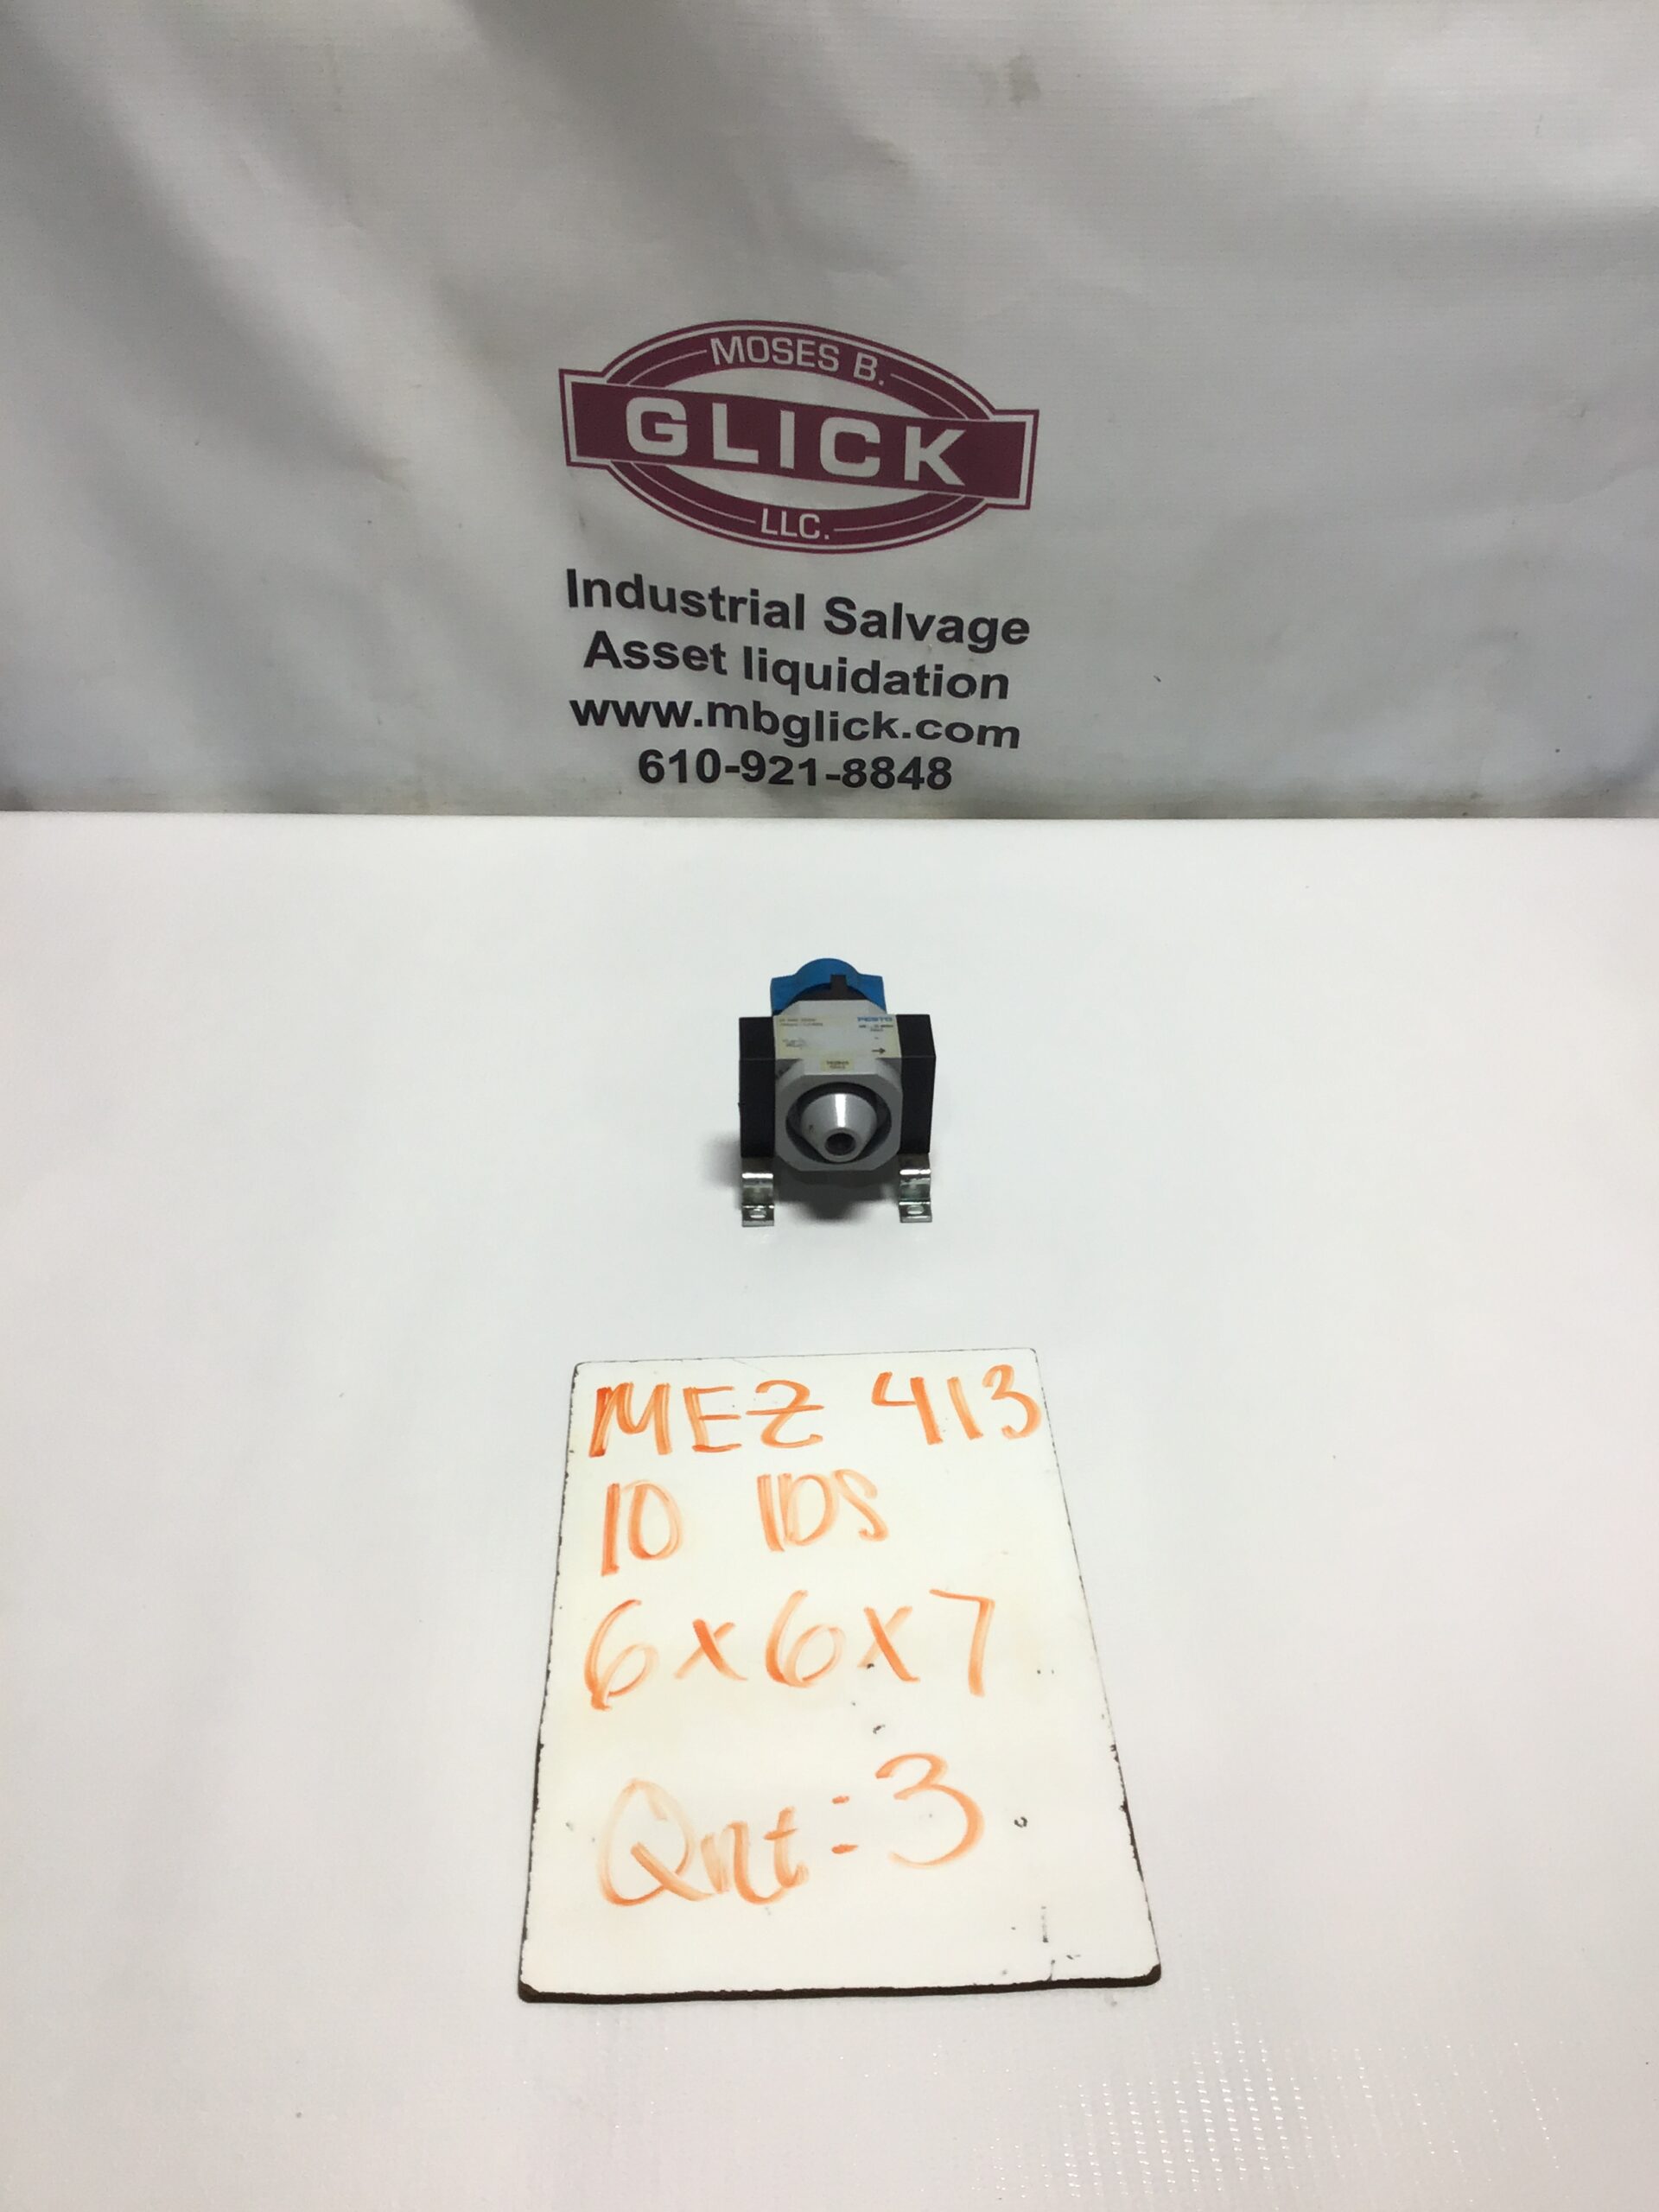 MOSES B.
GLICK
LLC.
Industrial Salvage
Asset liquidation
www.mbglick.com
610-921-8848
FESTO
MEZ 413
10 lbs
6x6x7
Qnt:3